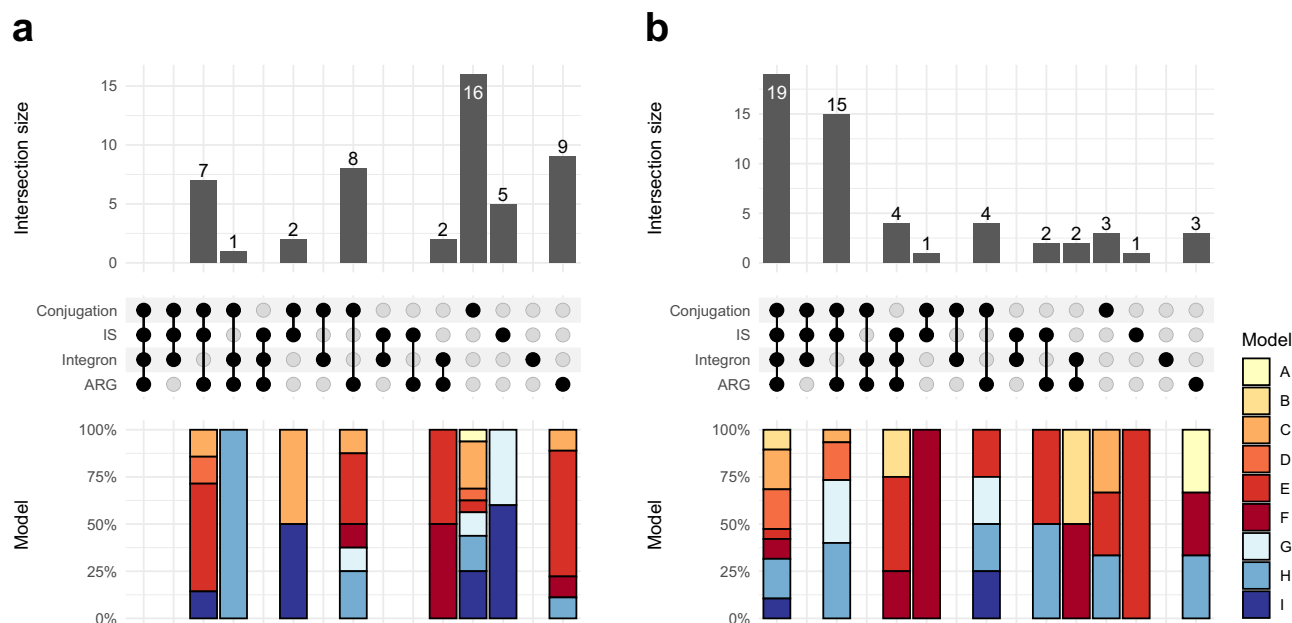 a
Intersection size
15
10
5
0
7
1
2
8
2
16
5
9
Conjugation
IS
Integron
ARG
Model
100%
75%
50%
25%
0%
b
Intersection size
15
10
5
0
19
15
4
1
4
2
2
3
1
3
Conjugation
IS
Integron
ARG
Model
100%
75%
50%
25%
0%
Model
A
B
C
D
E
F
G
H
I